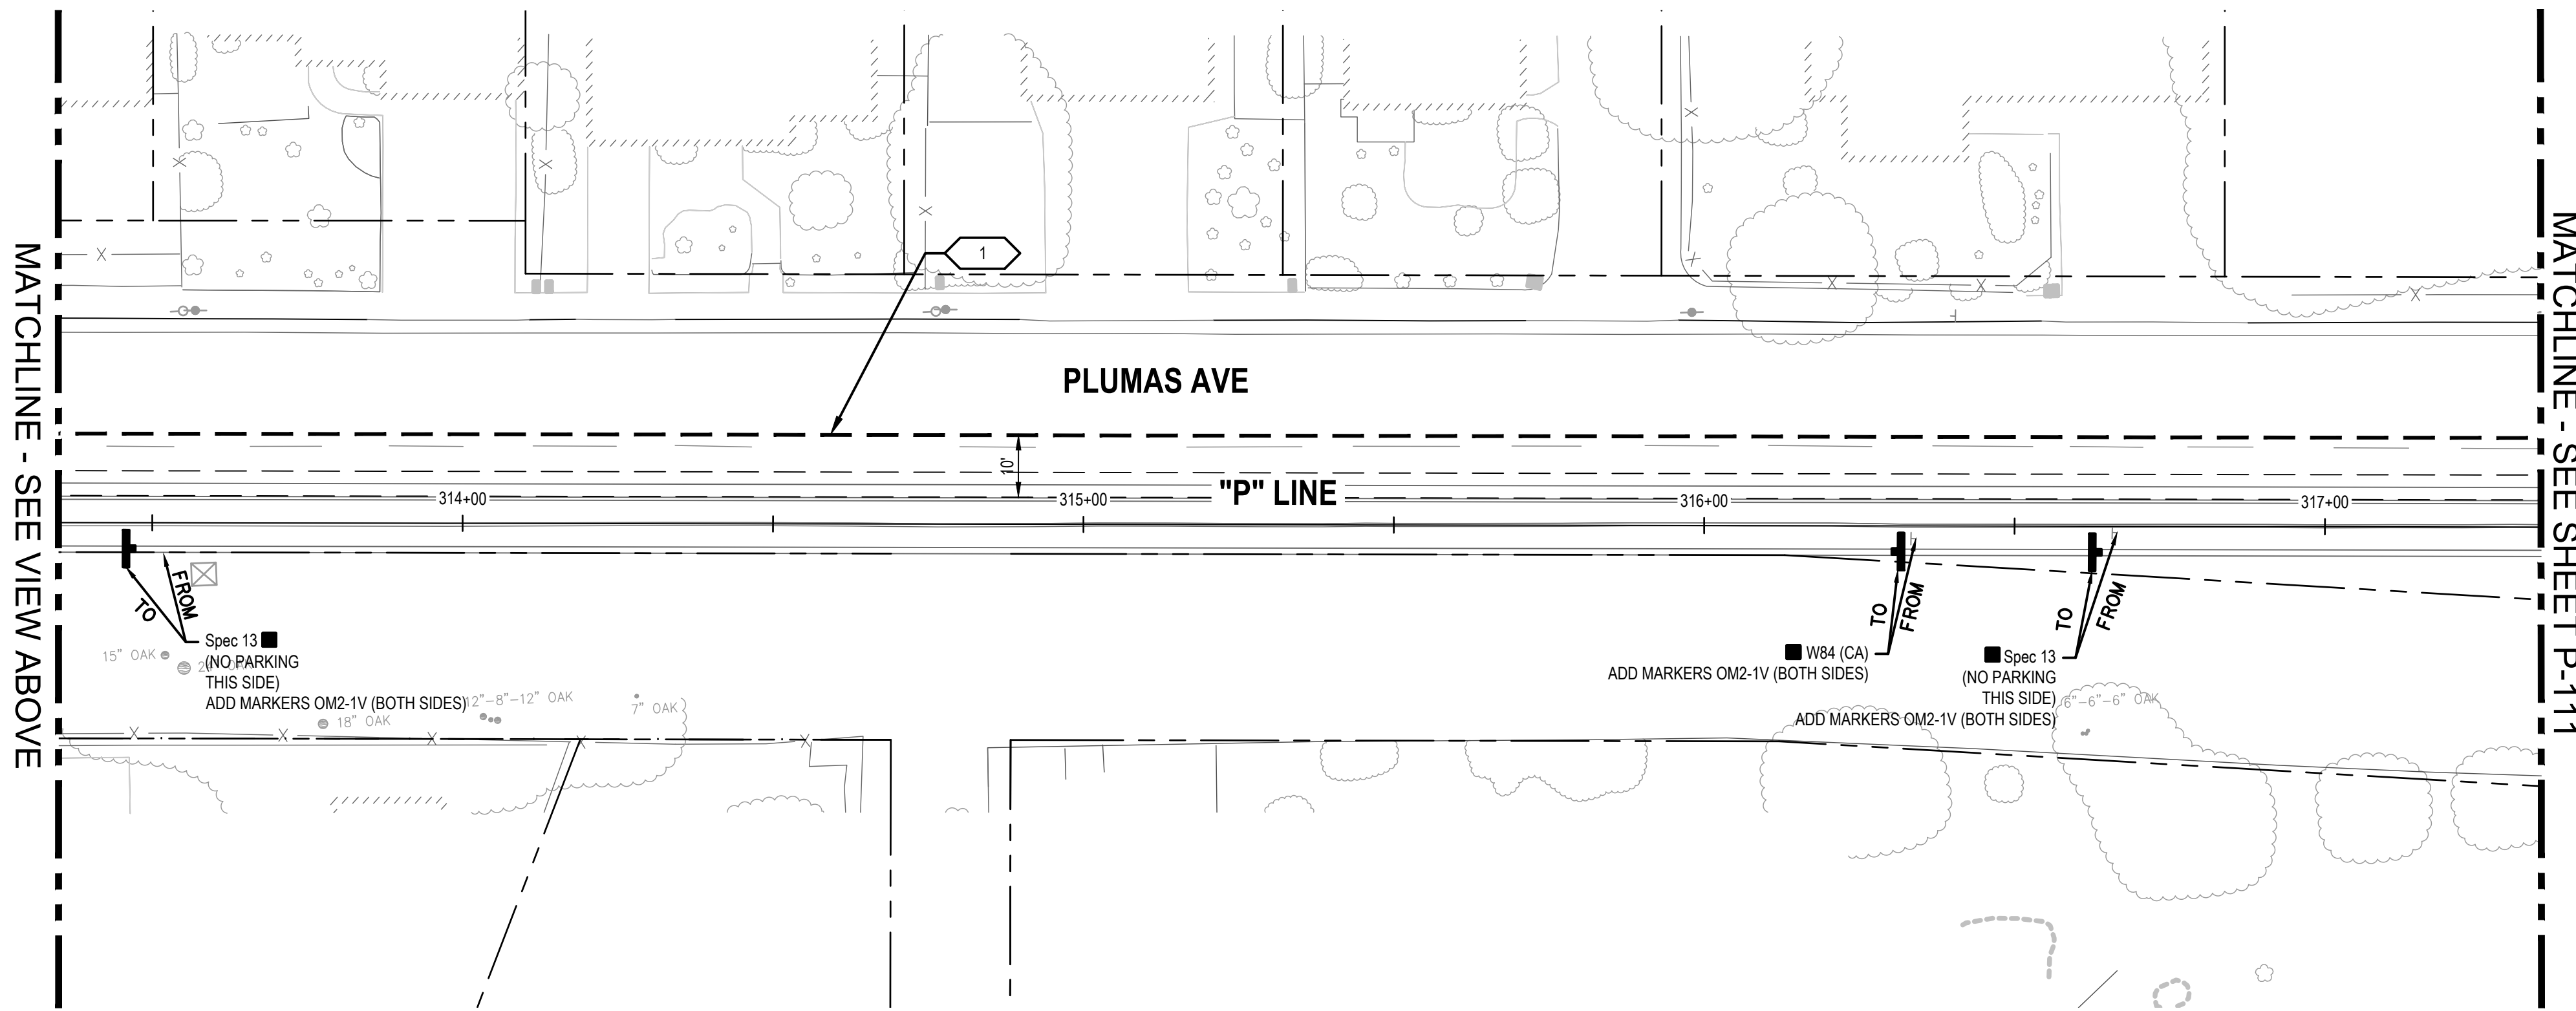 MATCHLINE - SEE VIEW ABOVE
1
PLUMAS AVE
10'
"P" LINE
314+00
315+00
316+00
317+00
TO
FROM
Spec 13
(NO PARKING
THIS SIDE)
ADD MARKERS OM2-1V (BOTH SIDES)
15" OAK
OAK
18" OAK
12"-8"-12" OAK
7" OAK
TO
FROM
W84 (CA)
ADD MARKERS OM2-1V (BOTH SIDES)
TO
FROM
Spec 13
(NO PARKING
THIS SIDE)
ADD MARKERS OM2-1V (BOTH SIDES)
6"-6"-6" OAK
MATCHLINE - SEE SHEET P-111